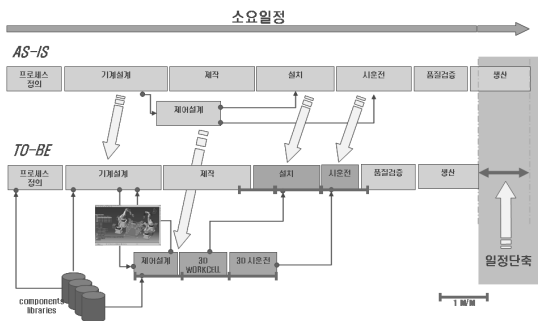 소요일정
AS-IS
프로세스
정의
기계설계
제작
설치
시운전
품질검증
생산
제어설계
TO-BE
프로세스
정의
기계설계
제작
설치
시운전
품질검증
생산
제어설계
3D
WORKCELL
3D 시운전
일정단축
components
libraries
1 M/M